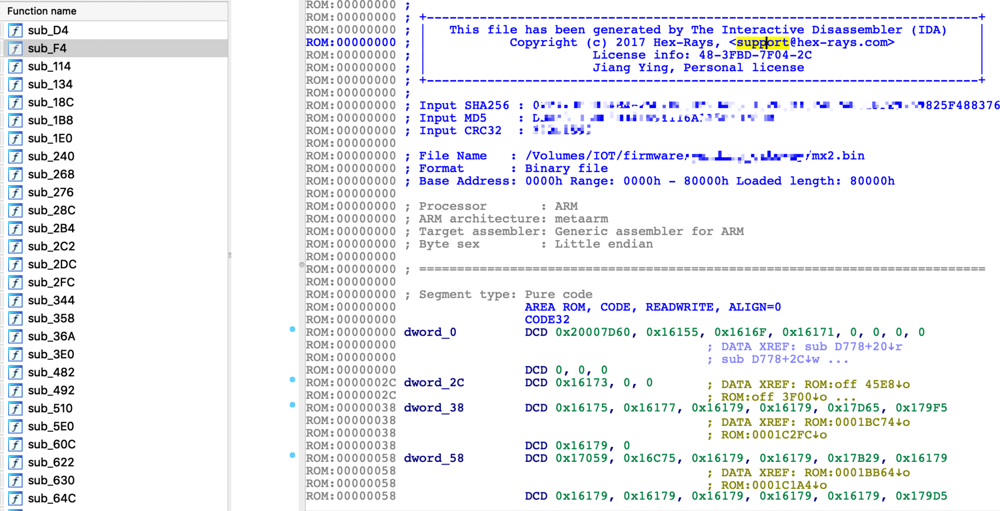 Function name
sub_D4
sub_F4
sub_114
sub_134
sub_18C
sub_1B8
sub_1E0
sub_240
sub_268
sub_276
sub_28C
sub_2B4
sub_2C2
sub_2DC
sub_2FC
sub_344
sub_358
sub_36A
sub_3E0
sub_482
sub_492
sub_510
sub_5E0
sub_60C
sub_622
sub_630
sub_64C
ROM:00000000 ;
ROM:00000000 ; +-------------------------------------------------------------------------+
ROM:00000000 ; | This file has been generated by The Interactive Disassembler (IDA) |
ROM:00000000 ; | Copyright (c) 2017 Hex-Rays, <support@hex-rays.com> |
ROM:00000000 ; | License info: 48-3FBD-7F04-2C |
ROM:00000000 ; | Jiang Ying, Personal license |
ROM:00000000 ; +-------------------------------------------------------------------------+
ROM:00000000 ;
ROM:00000000 ; Input SHA256 : 825F488376
ROM:00000000 ; Input MD5 :
ROM:00000000 ; Input CRC32 :
ROM:00000000
ROM:00000000 ; File Name : /Volumes/IOT/firmware/ /mx2.bin
ROM:00000000 ; Format : Binary file
ROM:00000000 ; Base Address: 0000h Range: 0000h - 80000h Loaded length: 80000h
ROM:00000000
ROM:00000000 ; Processor : ARM
ROM:00000000 ; ARM architecture: metaarm
ROM:00000000 ; Target assembler: Generic assembler for ARM
ROM:00000000 ; Byte sex : Little endian
ROM:00000000
ROM:00000000 ; ===========================================================================
ROM:00000000
ROM:00000000 ; Segment type: Pure code
ROM:00000000 AREA ROM, CODE, READWRITE, ALIGN=0
ROM:00000000 CODE32
ROM:00000000 dword_0 DCD 0x20007D60, 0x16155, 0x1616F, 0x16171, 0, 0, 0, 0
ROM:00000000 ; DATA XREF: sub D778+20↓r
ROM:00000000 ; sub D778+2C↓w ...
ROM:00000000 DCD 0, 0, 0
ROM:0000002C dword_2C DCD 0x16173, 0, 0 ; DATA XREF: ROM:off 45E8↓o
ROM:0000002C ; ROM:off 3F00↓o ...
ROM:00000038 dword_38 DCD 0x16175, 0x16177, 0x16179, 0x16179, 0x17D65, 0x179F5
ROM:00000038 ; DATA XREF: ROM:0001BC74↓o
ROM:00000038 ; ROM:0001C2FC↓o
ROM:00000038 DCD 0x16179, 0
ROM:00000058 dword_58 DCD 0x17059, 0x16C75, 0x16179, 0x16179, 0x17B29, 0x16179
ROM:00000058 ; DATA XREF: ROM:0001BB64↓o
ROM:00000058 ; ROM:0001C1A4↓o
ROM:00000058 DCD 0x16179, 0x16179, 0x16179, 0x16179, 0x16179, 0x179D5